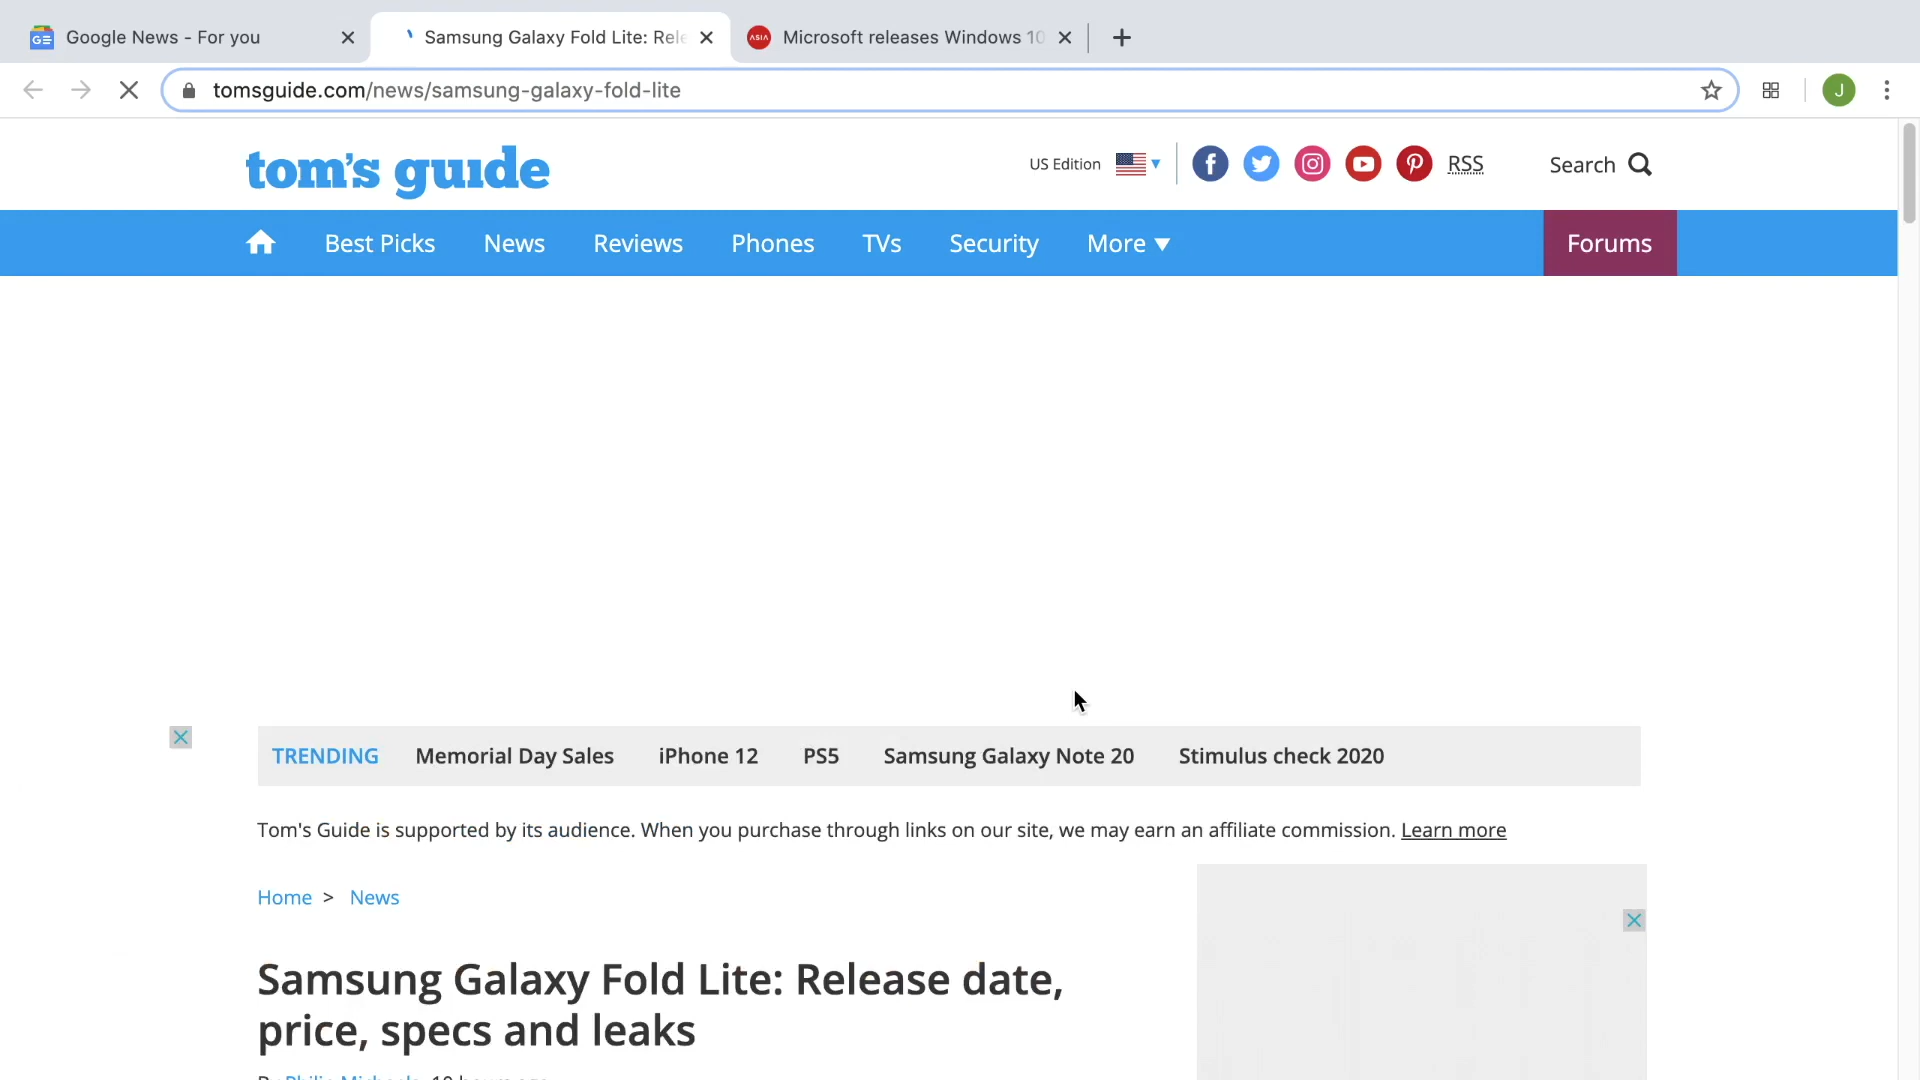 Google News - For you
Samsung Galaxy Fold Lite: Rele
ASIA
Microsoft releases Windows 10
tomsguide.com/news/samsung-galaxy-fold-lite
J
tom's guide
US Edition
RSS
Search
Best Picks
News
Reviews
Phones
TVs
Security
More
Forums
TRENDING
Memorial Day Sales
iPhone 12
PS5
Samsung Galaxy Note 20
Stimulus check 2020
Tom's Guide is supported by its audience. When you purchase through links on our site, we may earn an affiliate commission. Learn more
Home > News
Samsung Galaxy Fold Lite: Release date,
price, specs and leaks